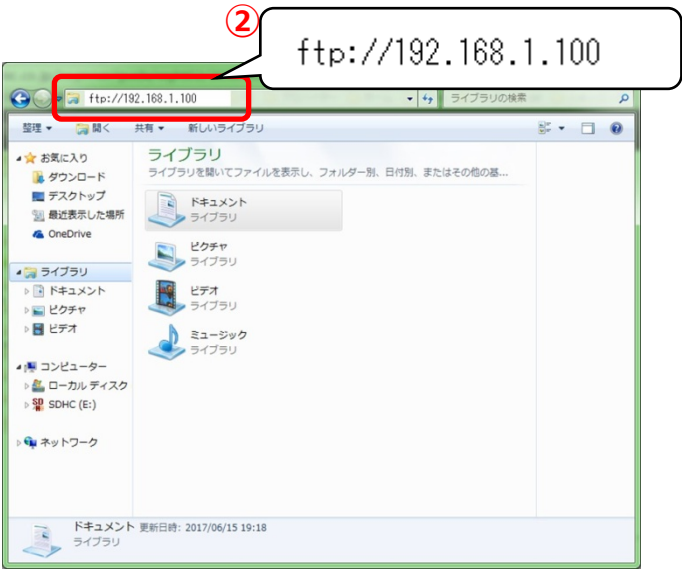 ②
ftp://192.168.1.100
ftp://192.168.1.100
ライブラリの検索
整理
開く
共有
新しいライブラリ
お気に入り
ダウンロード
デスクトップ
最近表示した場所
OneDrive
ライブラリ
ドキュメント
ピクチャ
ビデオ
コンピューター
ローカル ディスク
SDHC (E:)
ネットワーク
ライブラリ
ライブラリを開いてファイルを表示し、フォルダー別、日付別、またはその他の基...
ドキュメント
ライブラリ
ピクチャ
ライブラリ
ビデオ
ライブラリ
ミュージック
ライブラリ
ドキュメント 更新日時: 2017/06/15 19:18
ライブラリ